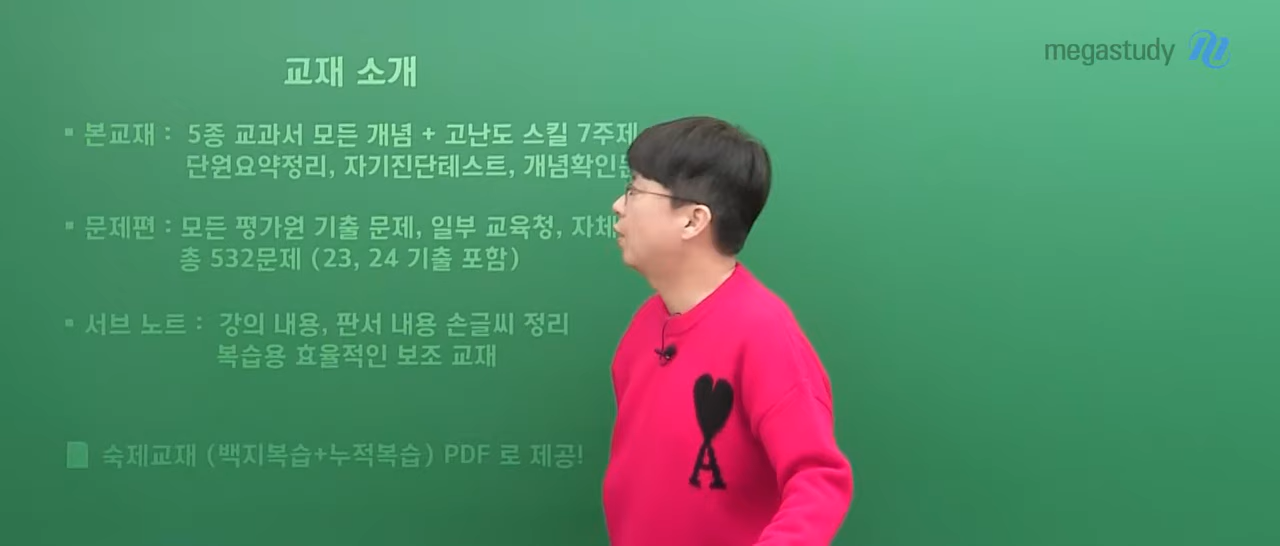 megastudy
교재 소개
▪ 본교재 : 5종 교과서 모든 개념 + 고난도 스킬 7주제
단원요약정리, 자기진단테스트, 개념확인
▪ 문제편 : 모든 평가원 기출 문제, 일부 교육청, 자체
총 532문제 (23, 24 기출 포함)
▪ 서브 노트 : 강의 내용, 판서 내용 손글씨 정리
복습용 효율적인 보조 교재
숙제교재 (백지복습+누적복습) PDF 로 제공!
A